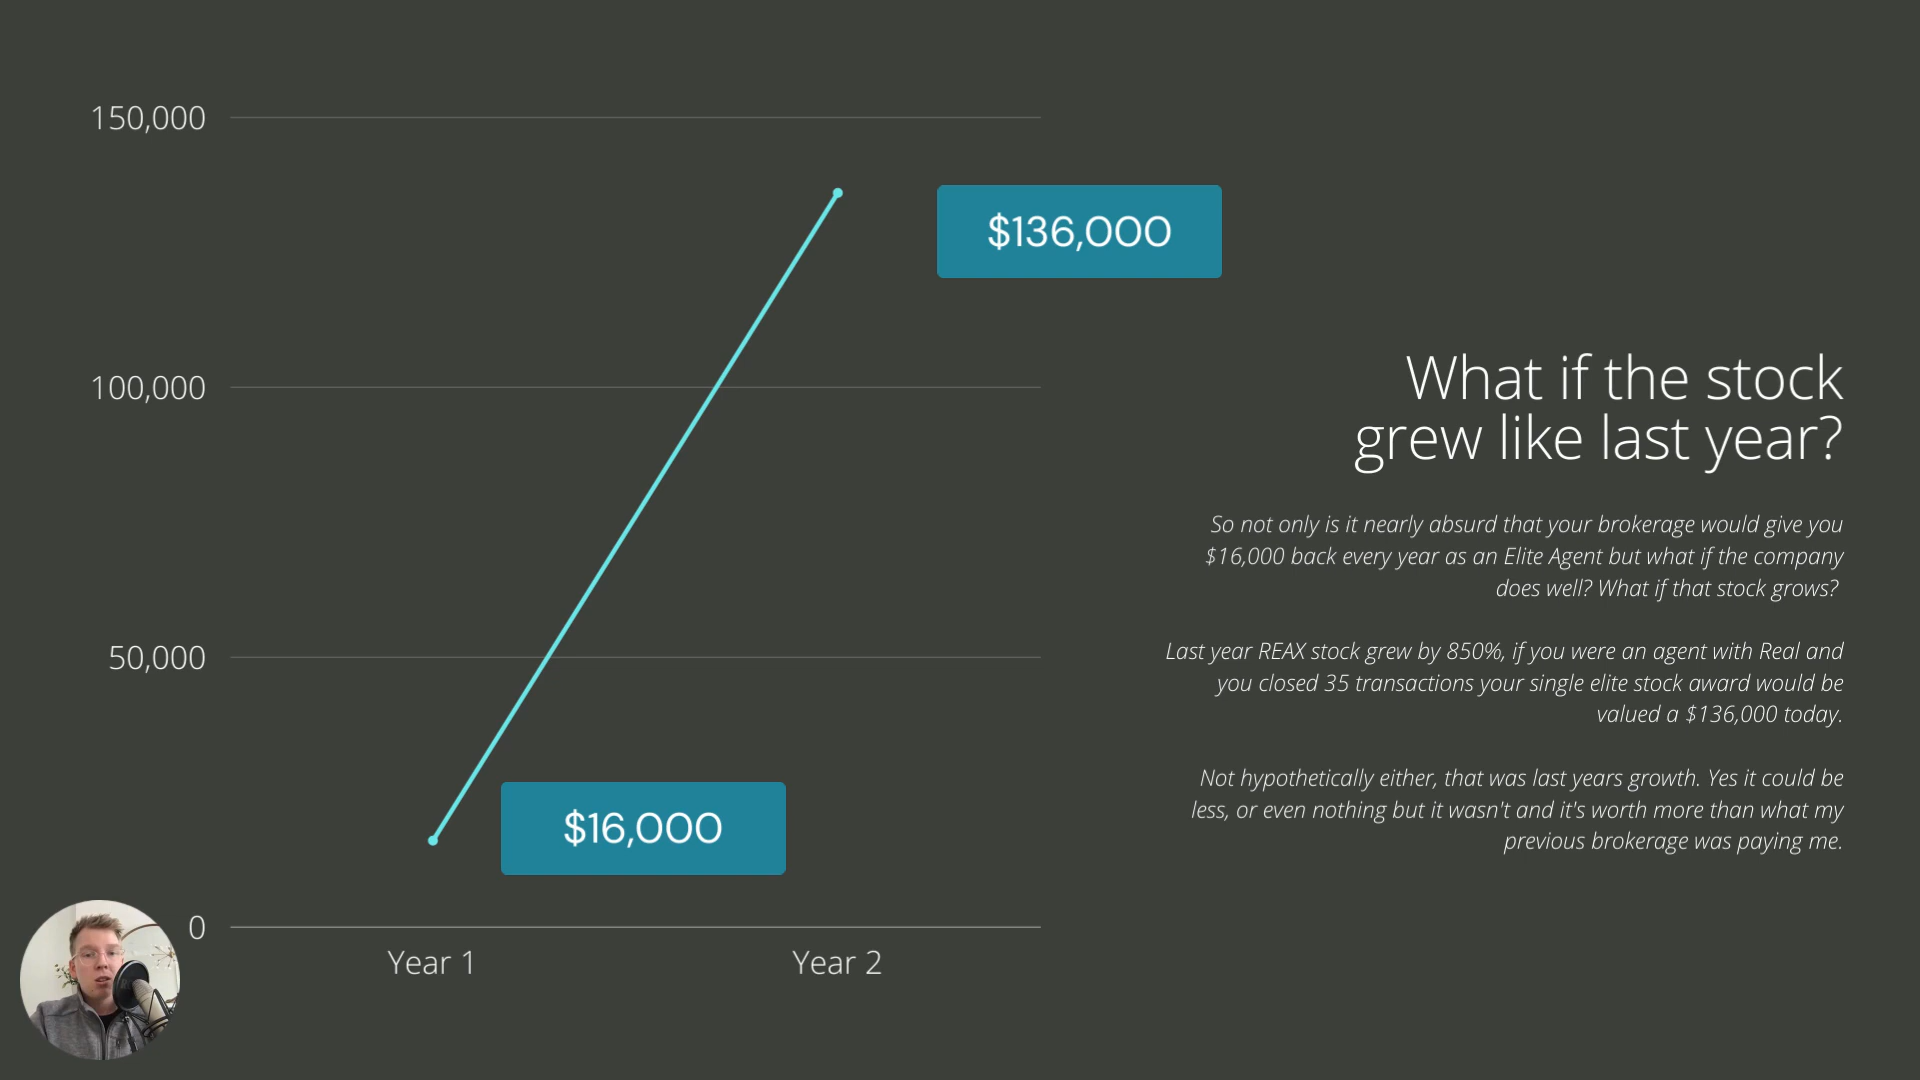 150,000
100,000
50,000
0
Year 1
Year 2
$136,000
$16,000
What if the stock
grew like last year?
So not only is it nearly absurd that your brokerage would give you
$16,000 back every year as an Elite Agent but what if the company
does well? What if that stock grows?
Last year REAX stock grew by 850%, if you were an agent with Real and
you closed 35 transactions your single elite stock award would be
valued a $136,000 today.
Not hypothetically either, that was last years growth. Yes it could be
less, or even nothing but it wasn't and it's worth more than what my
previous brokerage was paying me.